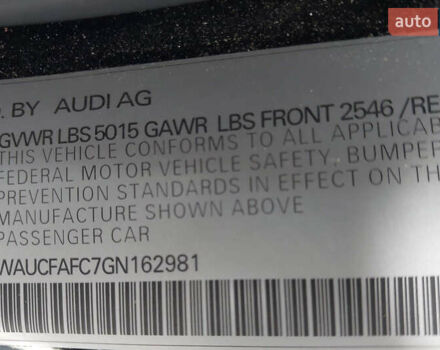 auto
. BY AUDI AG
GVWR LBS 5015 GAWR LBS FRONT 2546 /RE
THIS VEHICLE CONFORMS TO ALL APPLICAB
FEDERAL MOTOR VEHICLE SAFETY, BUMPER
PREVENTION STANDARDS IN EFFECT ON THE
MANUFACTURE SHOWN ABOVE
PASSENGER CAR
WAUCFAFC7GN162981